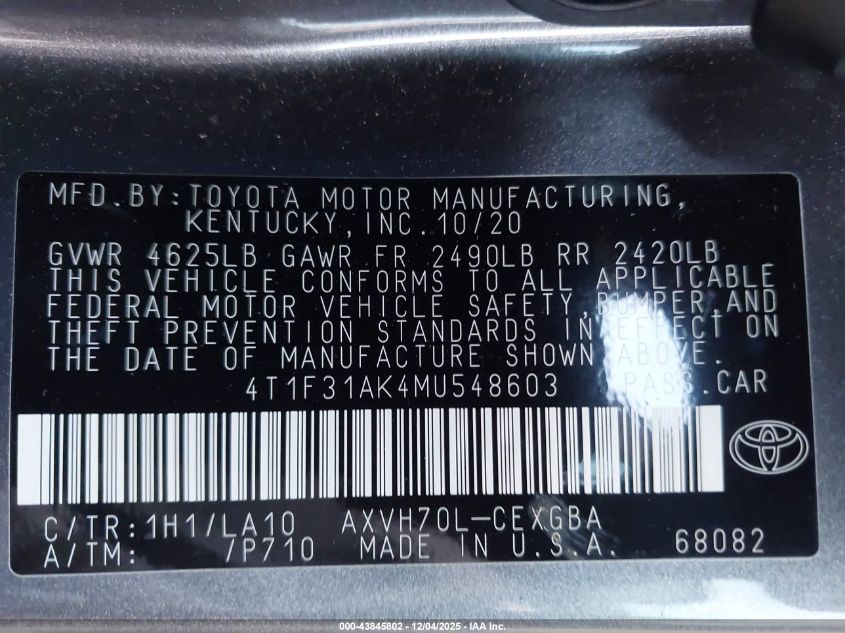 MFD.BY:TOYOTA MOTOR MANUFACTURING,
KENTUCKY,INC.10/20
GVWR 4625LB GAWR FR 2490LB RR 2420LB
THIS VEHICLE CONFORMS TO ALL APPLICABLE
FEDERAL MOTOR VEHICLE SAFETY,BUMPER,AND
THEFT PREVENTION STANDARDS IN EFFECT ON
THE DATE OF MANUFACTURE SHOWN ABOVE.
4T1F31AK4MU548603 PASS.CAR
C/TR:1H1/LA10 AXVH70L-CEXGBA
A/TM: /P710 MADE IN U.S.A. 68082
000-43845802 - 12/04/2025 - IAA Inc.